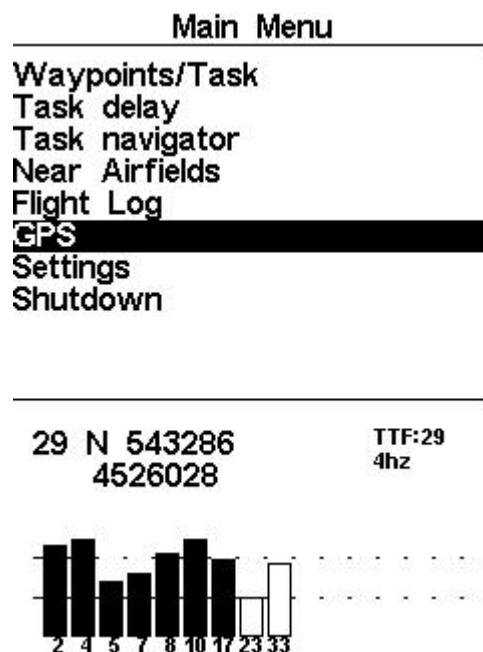 Main Menu
Waypoints/Task
Task delay
Task navigator
Near Airfields
Flight Log
GPS
Settings
Shutdown
29 N 543286
4526028
TTF:29
4hz
2 4 5 7 8 10 17 23 33